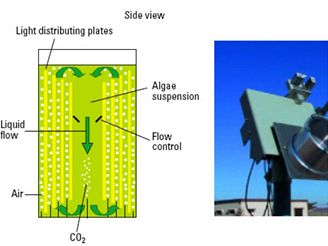 Side view
Light distributing plates
Algae
suspension
Liquid
flow
Flow
control
Air
CO2